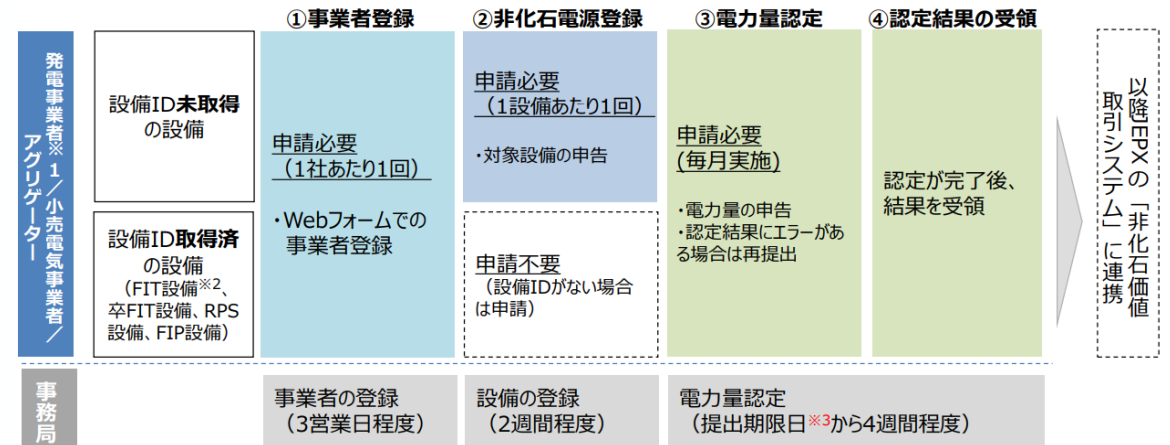 ①事業者登録
②非化石電源登録
③電力量認定
④認定結果の受領
発電事業者※1／小売電気事業者／
アグリゲーター
設備ID未取得
の設備
設備ID取得済
の設備
（FIT設備※2、
卒FIT設備、RPS
設備、FIP設備）
申請必要
（1社あたり1回）
・Webフォームでの
事業者登録
申請必要
（1設備あたり1回）
・対象設備の申告
申請不要
（設備IDがない場合
は申請）
申請必要
(毎月実施)
・電力量の申告
・認定結果にエラーがあ
る場合は再提出
認定が完了後、
結果を受領
以降JEPXの「非化石価値
取引システム」に連携
事務局
事業者の登録
（3営業日程度）
設備の登録
（2週間程度）
電力量認定
（提出期限日※3から4週間程度）